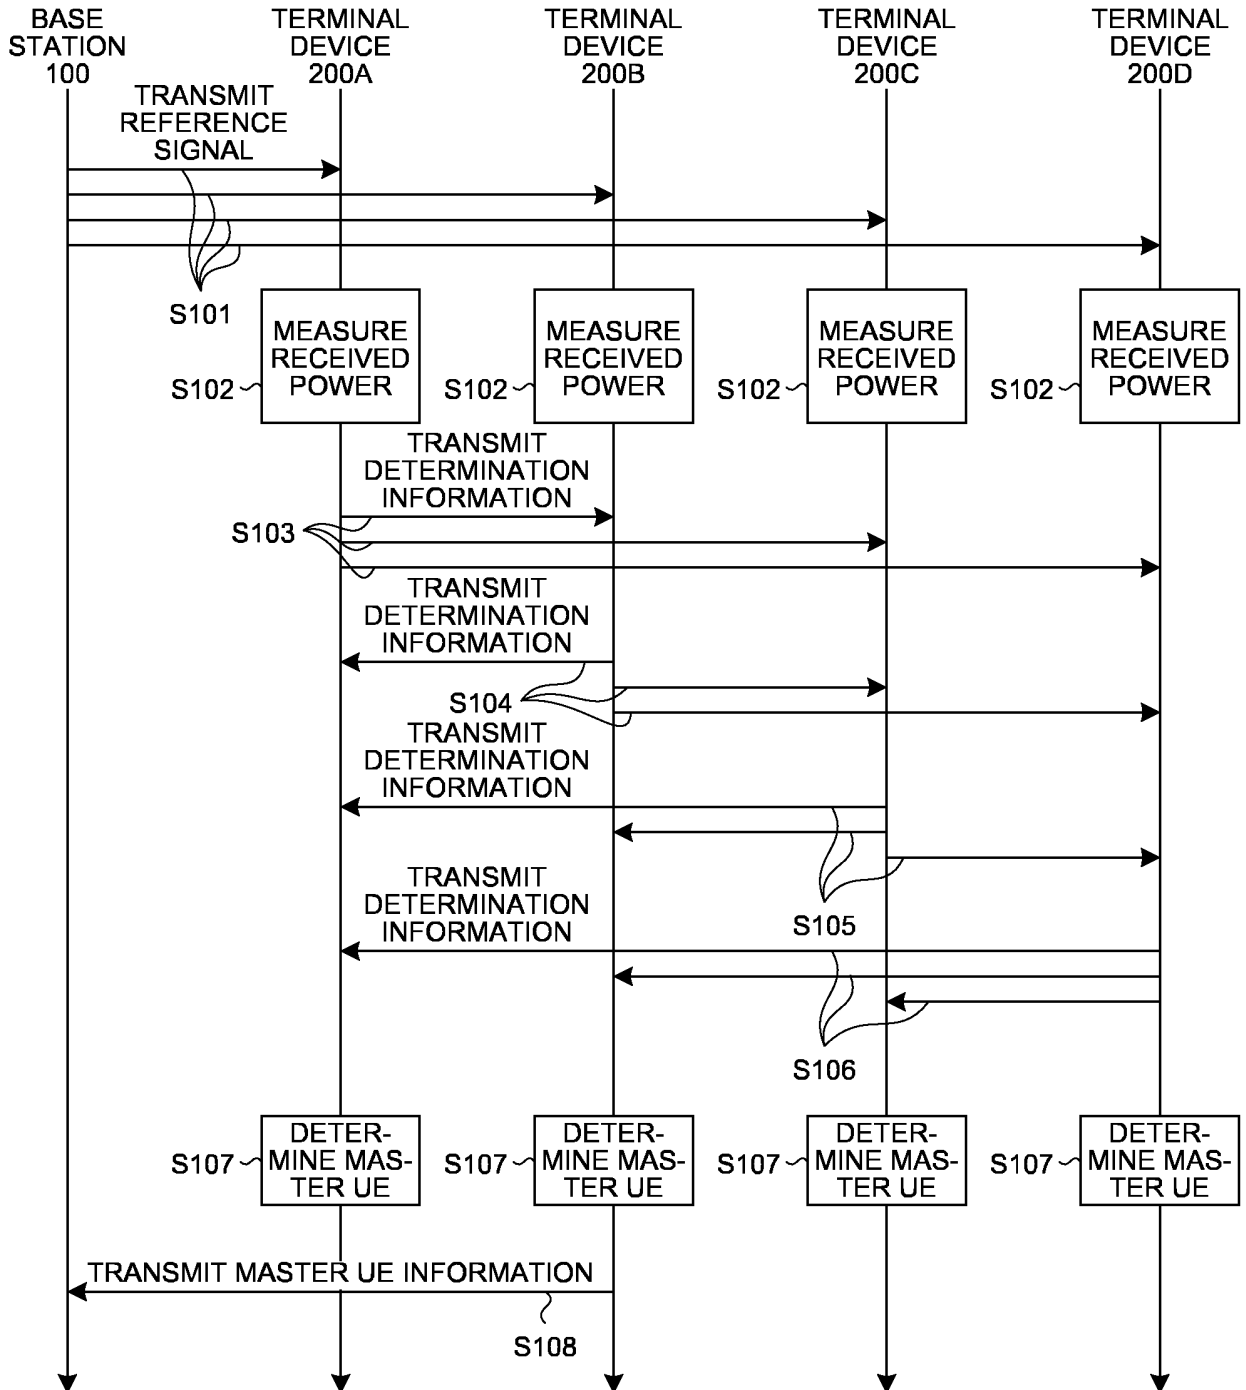 BASE
STATION
100
TERMINAL
DEVICE
200A
TERMINAL
DEVICE
200B
TERMINAL
DEVICE
200C
TERMINAL
DEVICE
200D
TRANSMIT
REFERENCE
SIGNAL
S101
MEASURE
RECEIVED
POWER
S102
MEASURE
RECEIVED
POWER
S102
MEASURE
RECEIVED
POWER
S102
MEASURE
RECEIVED
POWER
S102
TRANSMIT
DETERMINATION
INFORMATION
S103
TRANSMIT
DETERMINATION
INFORMATION
S104
TRANSMIT
DETERMINATION
INFORMATION
S105
TRANSMIT
DETERMINATION
INFORMATION
S106
S107
DETER-
MINE MAS-
TER UE
S107
DETER-
MINE MAS-
TER UE
S107
DETER-
MINE MAS-
TER UE
S107
DETER-
MINE MAS-
TER UE
TRANSMIT MASTER UE INFORMATION
S108